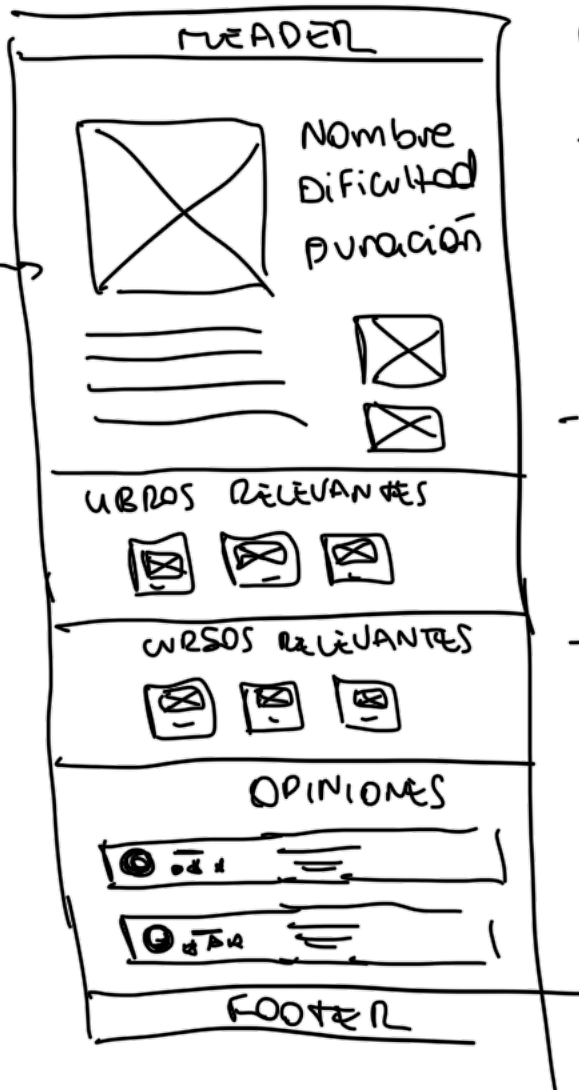 HEADER
Nombre
Dificultad
Duración
LIBROS RELEVANTES
CURSOS RELEVANTES
OPINIONES
FOOTER